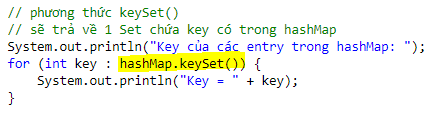 // phương thức keySet()
// sẽ trả về 1 Set chứa key có trong hashMap
System.out.println("Key của các entry trong hashMap: ");
for (int key : hashMap.keySet()) {
    System.out.println("Key = " + key);
}